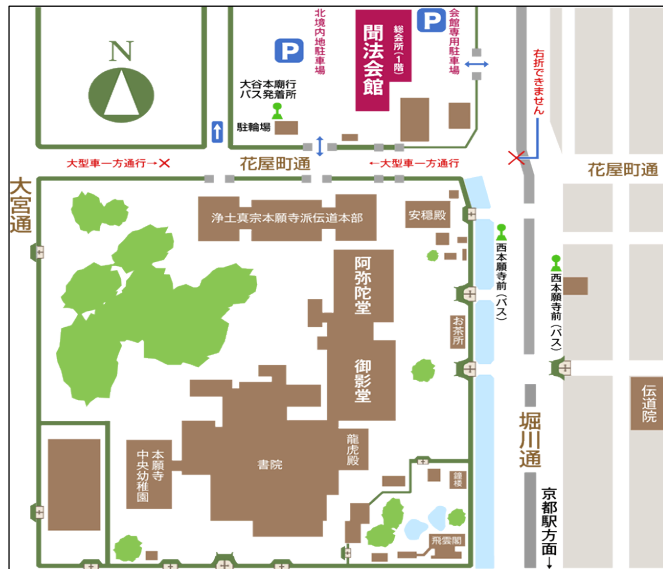 N
P
北境内地駐車場
総会所(1階)
聞法会館
P
会館専用駐車場
右折できません
大谷本廟行
バス発着所
駐輪場
大型車一方通行→×
花屋町通
←大型車一方通行
花屋町通
大宮通
浄土真宗本願寺派伝道本部
安穏殿
西本願寺前(バス)
西本願寺前(バス)
阿弥陀堂
お茶所
御影堂
伝道院
堀川通
龍虎殿
本願寺
中央幼稚園
書院
鐘楼
飛雲閣
京都駅方面→